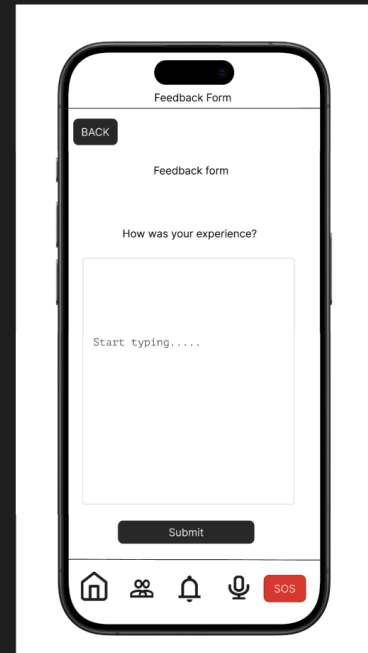 Feedback Form
BACK
Feedback form
How was your experience?
Start typing.....
Submit
SOS